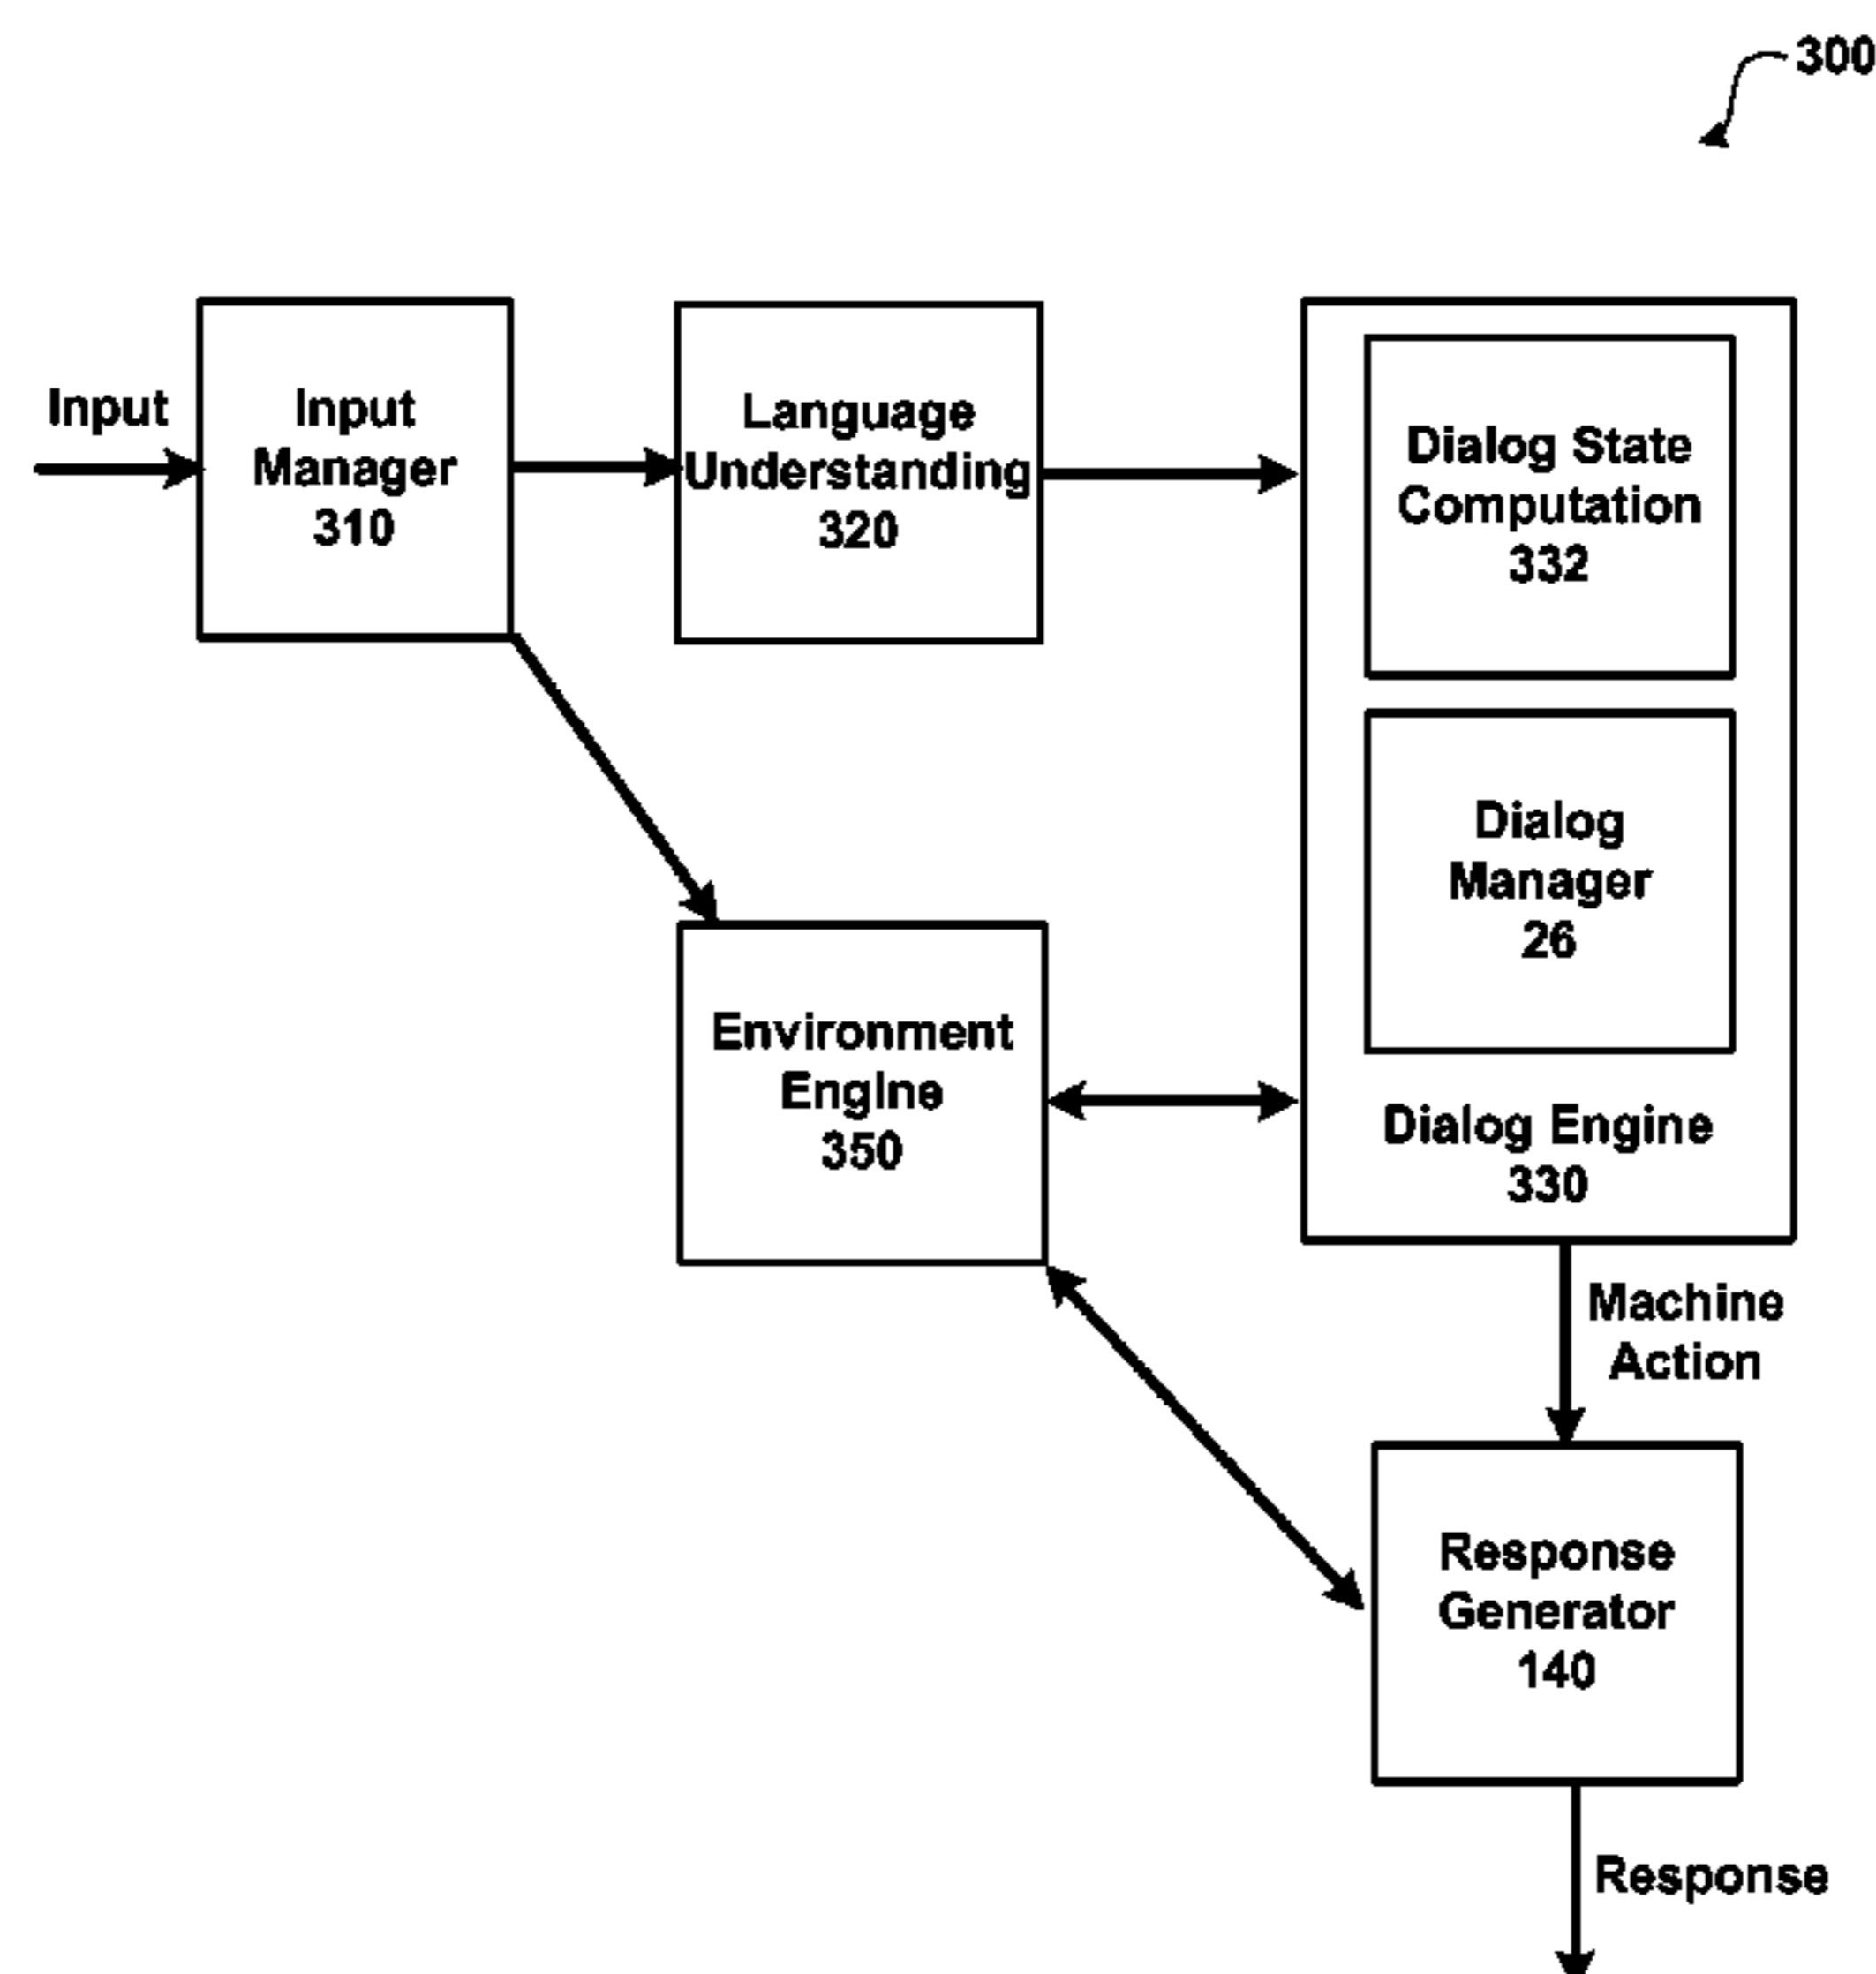 300
Input
Input
Manager
310
Language
Understanding
320
Dialog State
Computation
332
Dialog
Manager
26
Dialog Engine
330
Environment
Engine
350
Machine
Action
Response
Generator
140
Response